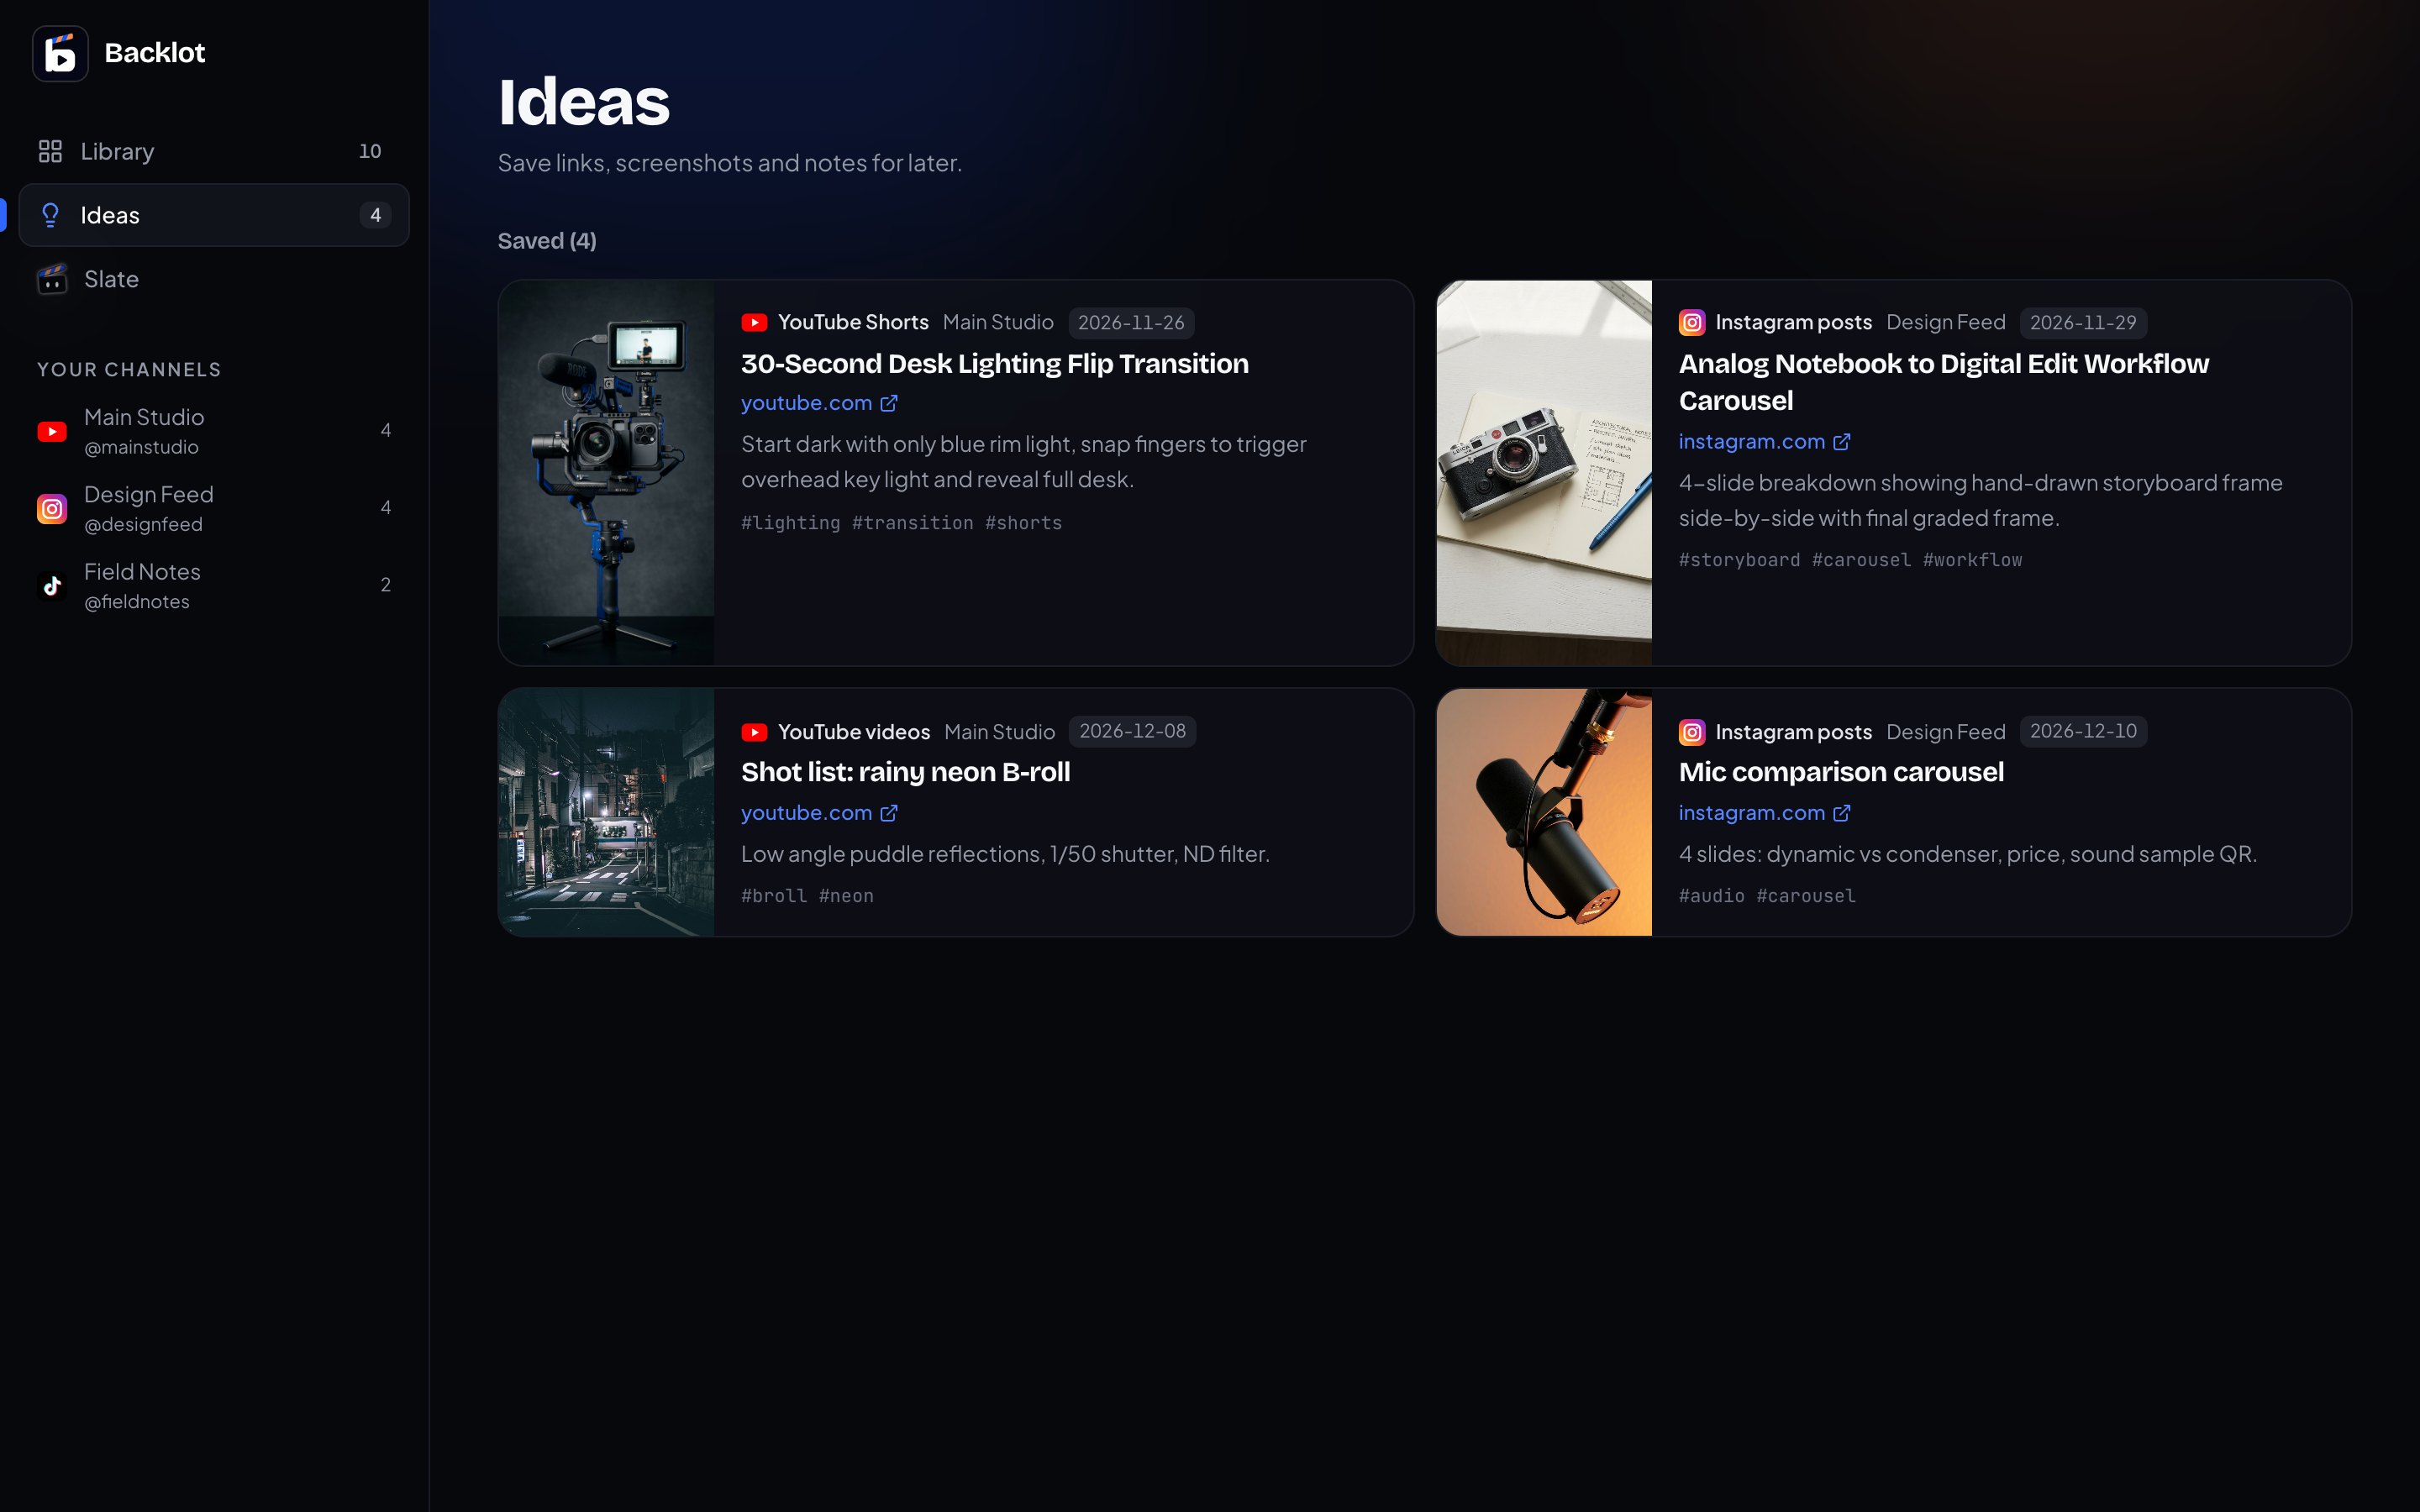 Backlot
Library 10
Ideas 4
Slate
YOUR CHANNELS
Main Studio
@mainstudio
4
Design Feed
@designfeed
4
Field Notes
@fieldnotes
2
Ideas
Save links, screenshots and notes for later.
Saved (4)
RODE
YouTube Shorts Main Studio 2026-11-26
30-Second Desk Lighting Flip Transition
youtube.com
Start dark with only blue rim light, snap fingers to trigger
overhead key light and reveal full desk.
#lighting #transition #shorts
Instagram posts Design Feed 2026-11-29
Analog Notebook to Digital Edit Workflow
Carousel
instagram.com
4–slide breakdown showing hand-drawn storyboard frame
side-by-side with final graded frame.
#storyboard #carousel #workflow
YouTube videos Main Studio 2026-12-08
Shot list: rainy neon B-roll
youtube.com
Low angle puddle reflections, 1/50 shutter, ND filter.
#broll #neon
Instagram posts Design Feed 2026-12-10
Mic comparison carousel
instagram.com
4 slides: dynamic vs condenser, price, sound sample QR.
#audio #carousel